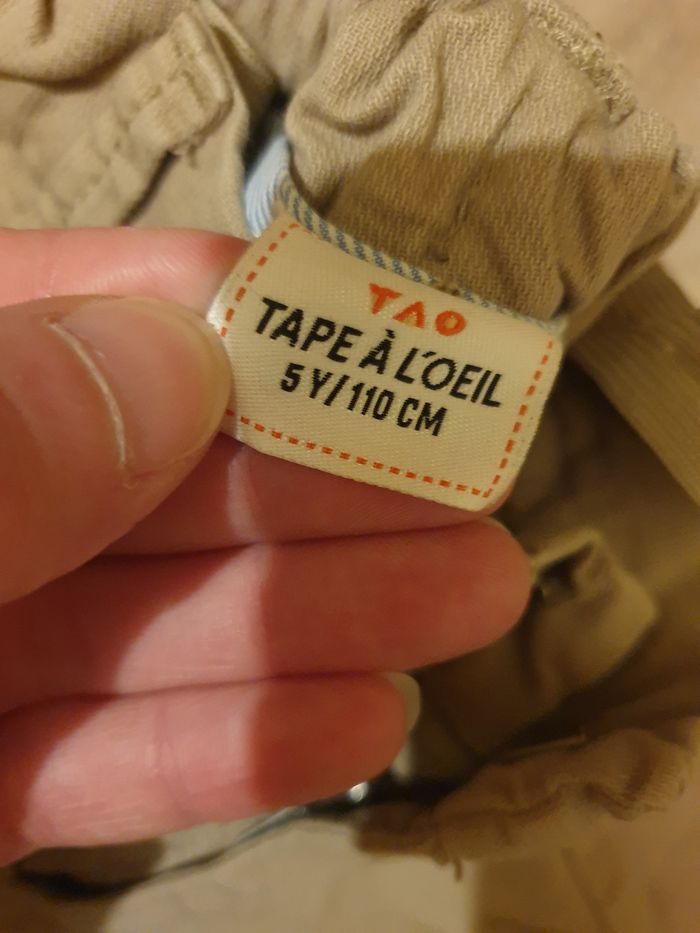 TAO
TAPE À L'OEIL
5 Y/110 CM